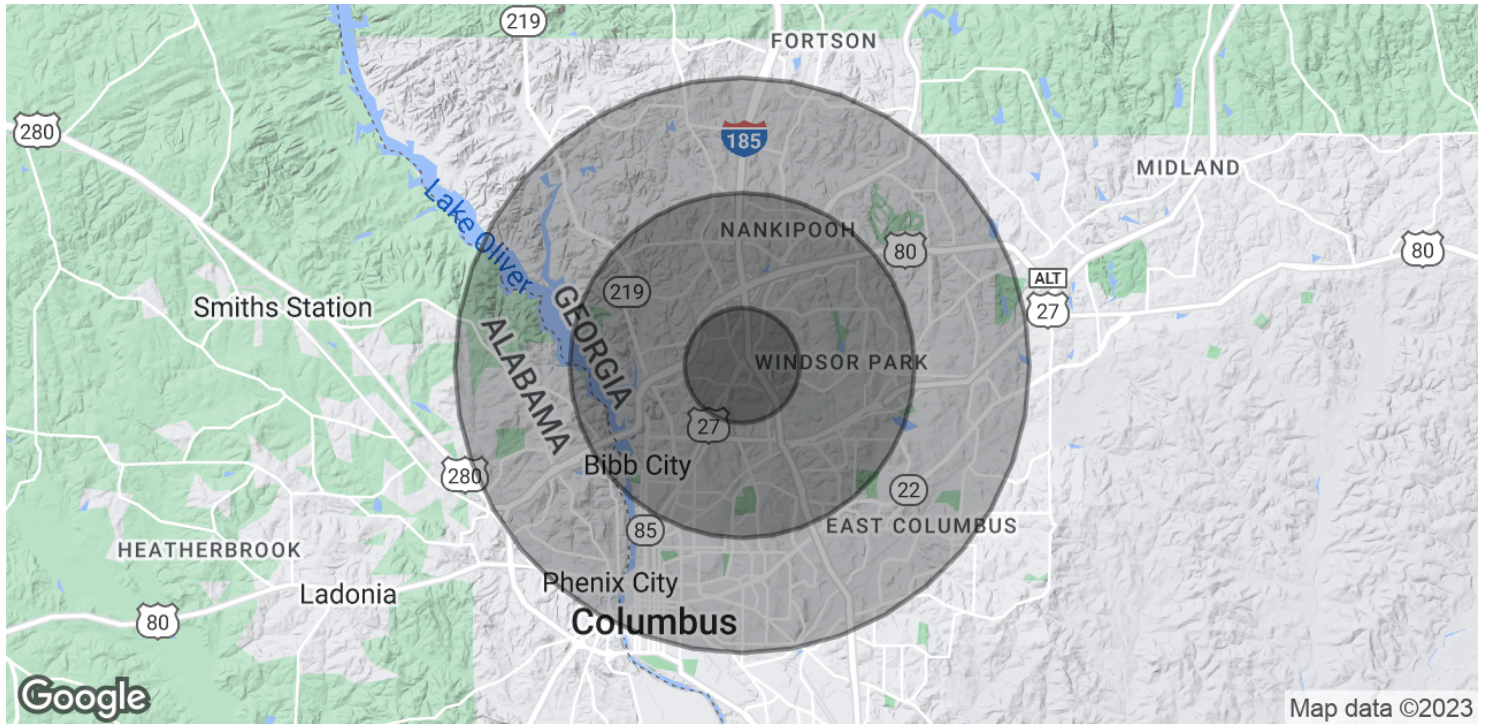 219
FORTSON
280
185
MIDLAND
Lake Oliver
NANKIPOOH
80
80
ALT
27
219
Smiths Station
GEORGIA
ALABAMA
WINDSOR PARK
27
Bibb City
280
22
85
EAST COLUMBUS
HEATHERBROOK
Phenix City
Ladonia
80
Columbus
Google
Map data ©2023